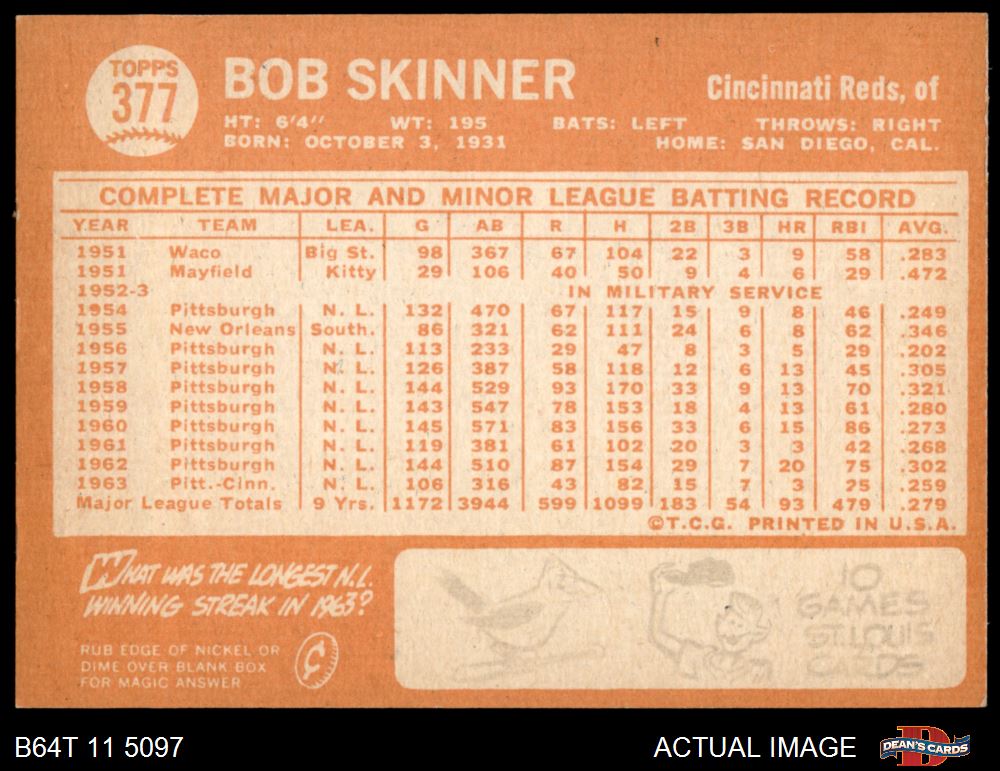 TOPPS
377
BOB SKINNER
Cincinnati Reds, of
HT: 6'4" WT: 195 BATS: LEFT THROWS: RIGHT
BORN: OCTOBER 3, 1931 HOME: SAN DIEGO, CAL.
COMPLETE MAJOR AND MINOR LEAGUE BATTING RECORD
YEAR TEAM LEA. G AB R H 2B 3B HR RBI AVG.
1951 Waco Big St. 98 367 67 104 22 3 9 58 .283
1951 Mayfield Kitty 29 106 40 50 9 4 6 29 .472
1952-3 IN MILITARY SERVICE
1954 Pittsburgh N. L. 132 470 67 117 15 9 8 46 .249
1955 New Orleans South. 86 321 62 111 24 6 8 62 .346
1956 Pittsburgh N. L. 113 233 29 47 8 3 5 29 .202
1957 Pittsburgh N. L. 126 387 58 118 12 6 13 45 .305
1958 Pittsburgh N. L. 144 529 93 170 33 9 13 70 .321
1959 Pittsburgh N. L. 143 547 78 153 18 4 13 61 .280
1960 Pittsburgh N. L. 145 571 83 156 33 6 15 86 .273
1961 Pittsburgh N. L. 119 381 61 102 20 3 3 42 .268
1962 Pittsburgh N. L. 144 510 87 154 29 7 20 75 .302
1963 Pitt.-Cinn. N. L. 106 316 43 82 15 7 3 25 .259
Major League Totals 9 Yrs. 1172 3944 599 1099 183 54 93 479 .279
©T.C.G. PRINTED IN U.S.A.
WHAT WAS THE LONGEST N.L.
WINNING STREAK IN 1963?
RUB EDGE OF NICKEL OR
DIME OVER BLANK BOX
FOR MAGIC ANSWER
¢
10
GAMES
ST. LOUIS
CARDS
B64T 11 5097
ACTUAL IMAGE
DEAN'S CARDS